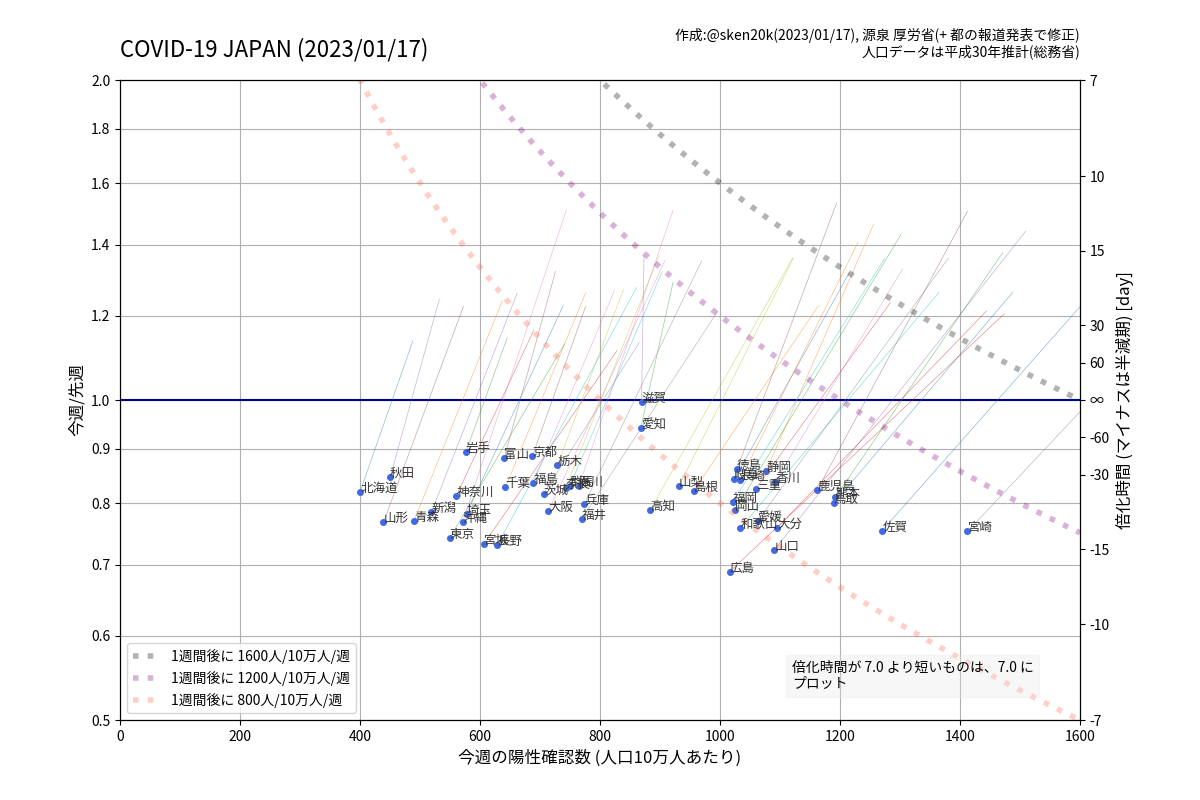 COVID-19 JAPAN (2023/01/17)
作成:@sken20k(2023/01/17), 源泉 厚労省(+ 都の報道発表で修正)
人口データは平成30年推計(総務省)
2.0
1.8
1.6
1.4
1.2
1.0
0.9
0.8
0.7
0.6
0.5
今週/先週
7
10
15
30
60
∞
-60
-30
-15
-10
-7
倍化時間 (マイナスは半減期) [day]
滋賀
愛知
岩手
富山
京都
栃木
徳島
静岡
秋田
北海道
神奈川
千葉
福島
茨城
山梨
島根
三重
香川
鹿児島
熊本
鳥取
新潟
埼玉
沖縄
山形
青森
大阪
兵庫
福井
高知
福岡
岡山
愛媛
和歌山
大分
東京
宮城
長野
山口
広島
佐賀
宮崎
1週間後に 1600人/10万人/週
1週間後に 1200人/10万人/週
1週間後に 800人/10万人/週
倍化時間が 7.0 より短いものは、7.0 に
プロット
0
200
400
600
800
1000
1200
1400
1600
今週の陽性確認数 (人口10万人あたり)